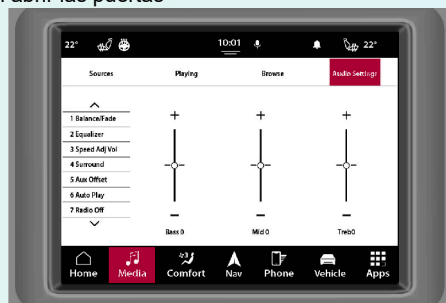 abrir las puertas
22° 10:01 22°
Sources Playing Browse Audio Settings
1 Balance/Fade
2 Equalizer
3 Speed Adj Vol
4 Surround
5 Aux Offset
6 Auto Play
7 Radio Off
+ + +
– – –
Bass 0 Mid 0 Treb0
Home Media Comfort Nav Phone Vehicle Apps